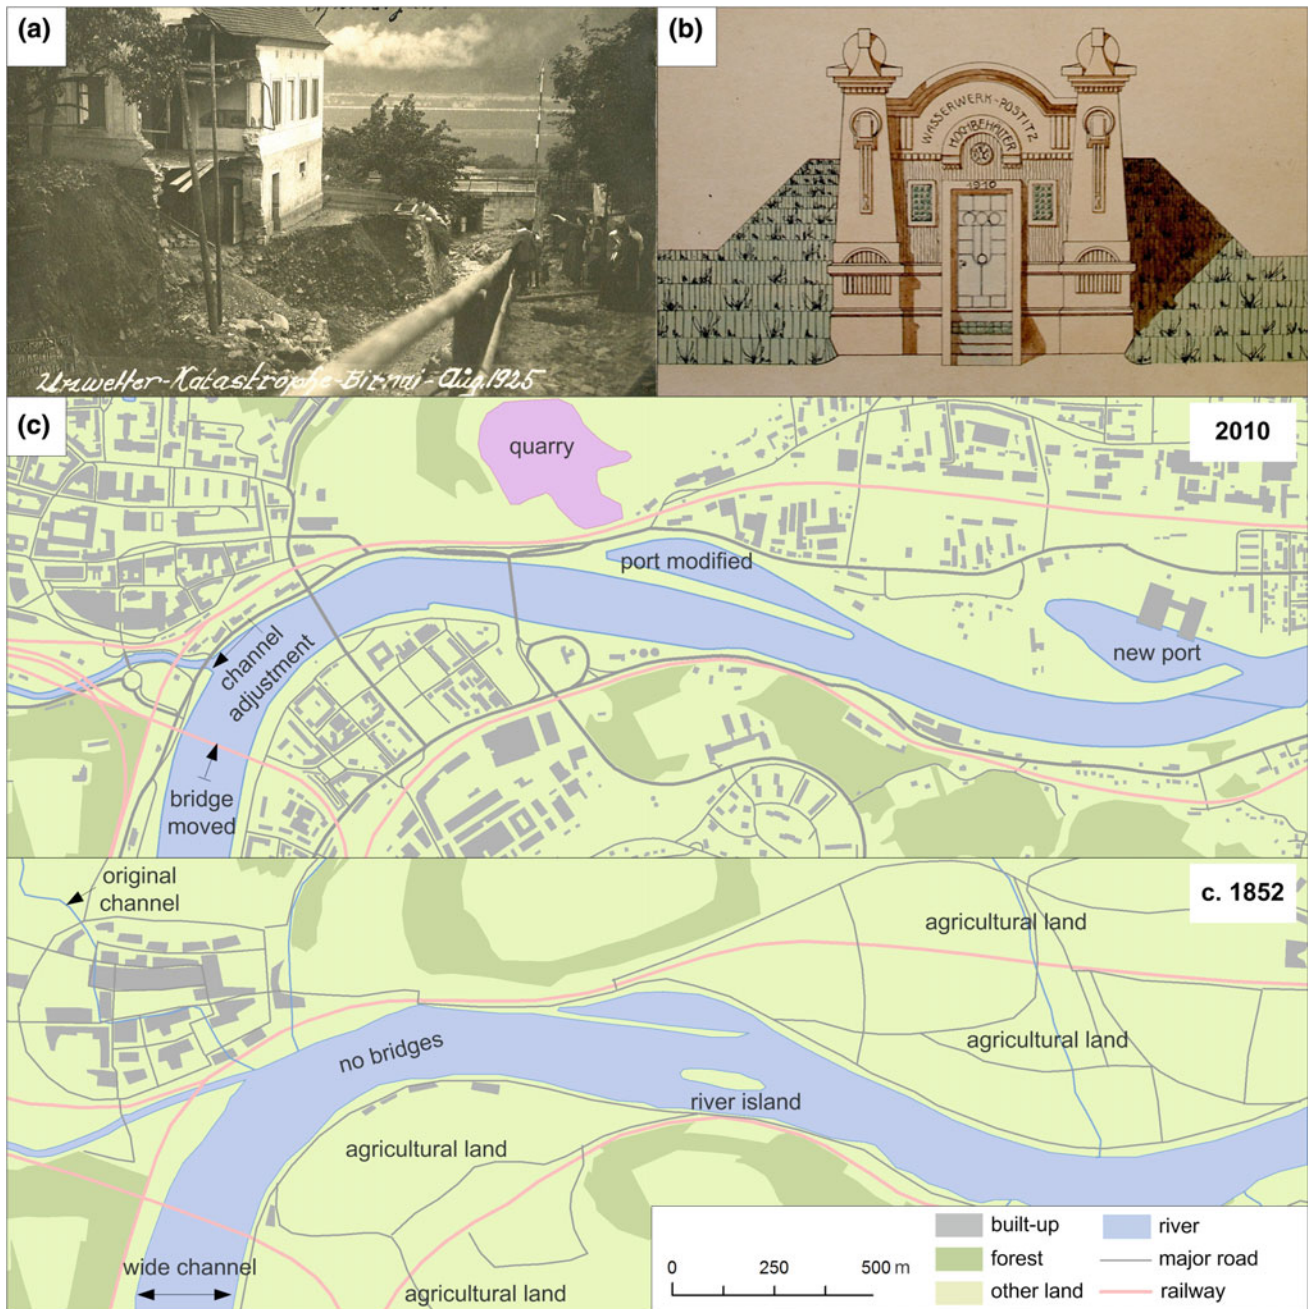 (a)
Unwetter-Katastrophe-Birnai-Aug.1925
(b)
WASSERWERK-POSTITZ
HOCHBEHÄLTER
1910
(c)
2010
quarry
port modified
new port
channel
adjustment
bridge
moved
c. 1852
original
channel
agricultural land
agricultural land
no bridges
river island
agricultural land
wide channel
agricultural land
0 250 500 m
built-up
forest
other land
river
major road
railway